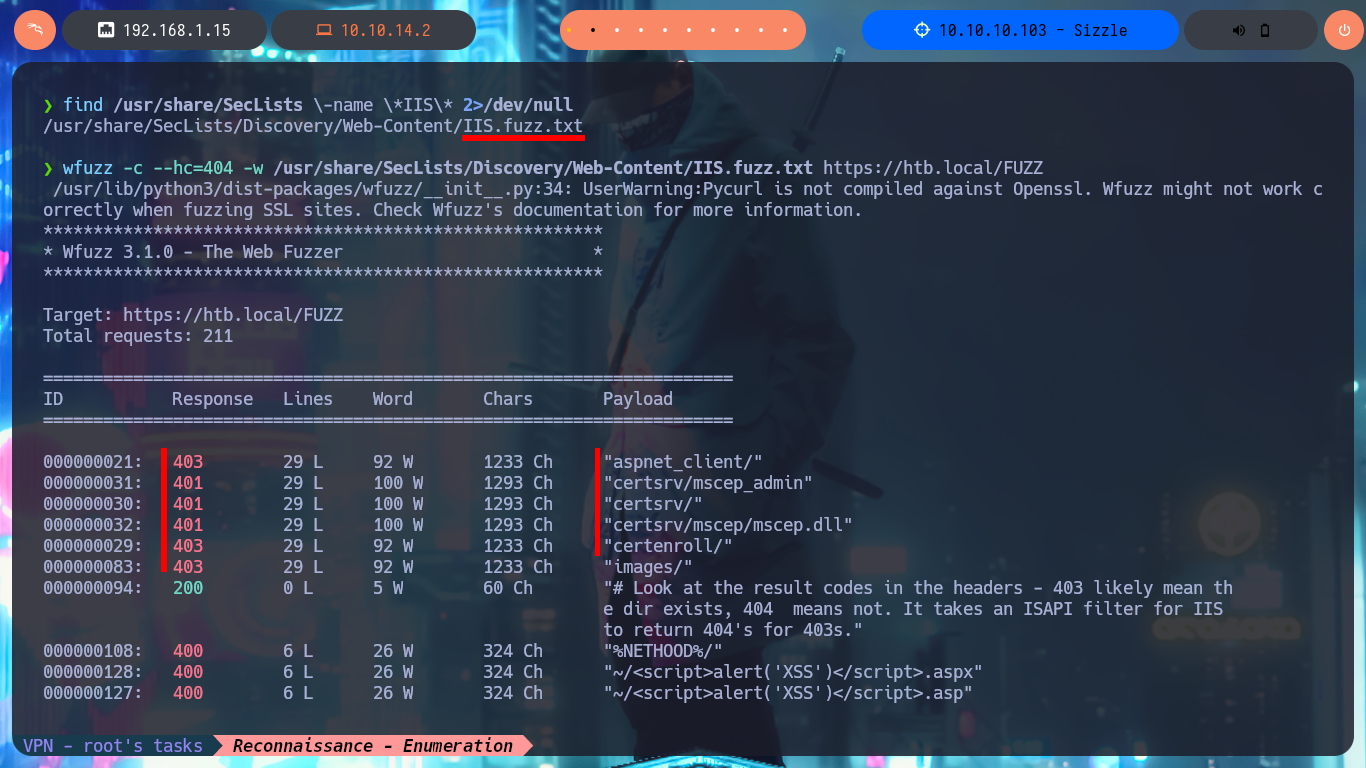 192.168.1.15 10.10.14.2 10.10.10.103 - Sizzle
❯ find /usr/share/SecLists \-name \*IIS\* 2>/dev/null
/usr/share/SecLists/Discovery/Web-Content/IIS.fuzz.txt
❯ wfuzz -c --hc=404 -w /usr/share/SecLists/Discovery/Web-Content/IIS.fuzz.txt https://htb.local/FUZZ
/usr/lib/python3/dist-packages/wfuzz/__init__.py:34: UserWarning:Pycurl is not compiled against Openssl. Wfuzz might not work c
orrectly when fuzzing SSL sites. Check Wfuzz's documentation for more information.
********************************************************
* Wfuzz 3.1.0 - The Web Fuzzer                         *
********************************************************
Target: https://htb.local/FUZZ
Total requests: 211
=====================================================================
ID           Response   Lines    Word       Chars       Payload
=====================================================================
000000021:   403        29 L     92 W       1233 Ch     "aspnet_client/"
000000031:   401        29 L     100 W      1293 Ch     "certsrv/mscep_admin"
000000030:   401        29 L     100 W      1293 Ch     "certsrv/"
000000032:   401        29 L     100 W      1293 Ch     "certsrv/mscep/mscep.dll"
000000029:   403        29 L     92 W       1233 Ch     "certenroll/"
000000083:   403        29 L     92 W       1233 Ch     "images/"
000000094:   200        0 L      5 W        60 Ch       "# Look at the result codes in the headers - 403 likely mean th
e dir exists, 404  means not. It takes an ISAPI filter for IIS
to return 404's for 403s."
000000108:   400        6 L      26 W       324 Ch      "%NETHOOD%/"
000000128:   400        6 L      26 W       324 Ch      "~/<script>alert('XSS')</script>.aspx"
000000127:   400        6 L      26 W       324 Ch      "~/<script>alert('XSS')</script>.asp"
VPN - root's tasks Reconnaissance - Enumeration